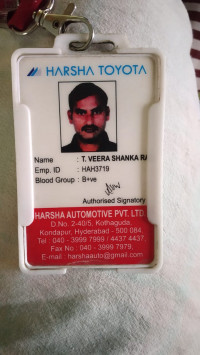 HARSHA TOYOTA
Name : T. VEERA SHANKA RA
Emp. ID : HAH3719
Blood Group : B+ve
Authorised Signatory
HARSHA AUTOMOTIVE PVT. LTD
D.No. 2-40/5, Kothaguda,
Kondapur, Hyderabad - 500 084.
Tel : 040 - 3999 7999 / 4437 4437,
Fax No : 040 - 3999 7979,
E-mail : harshaauto@gmail.com